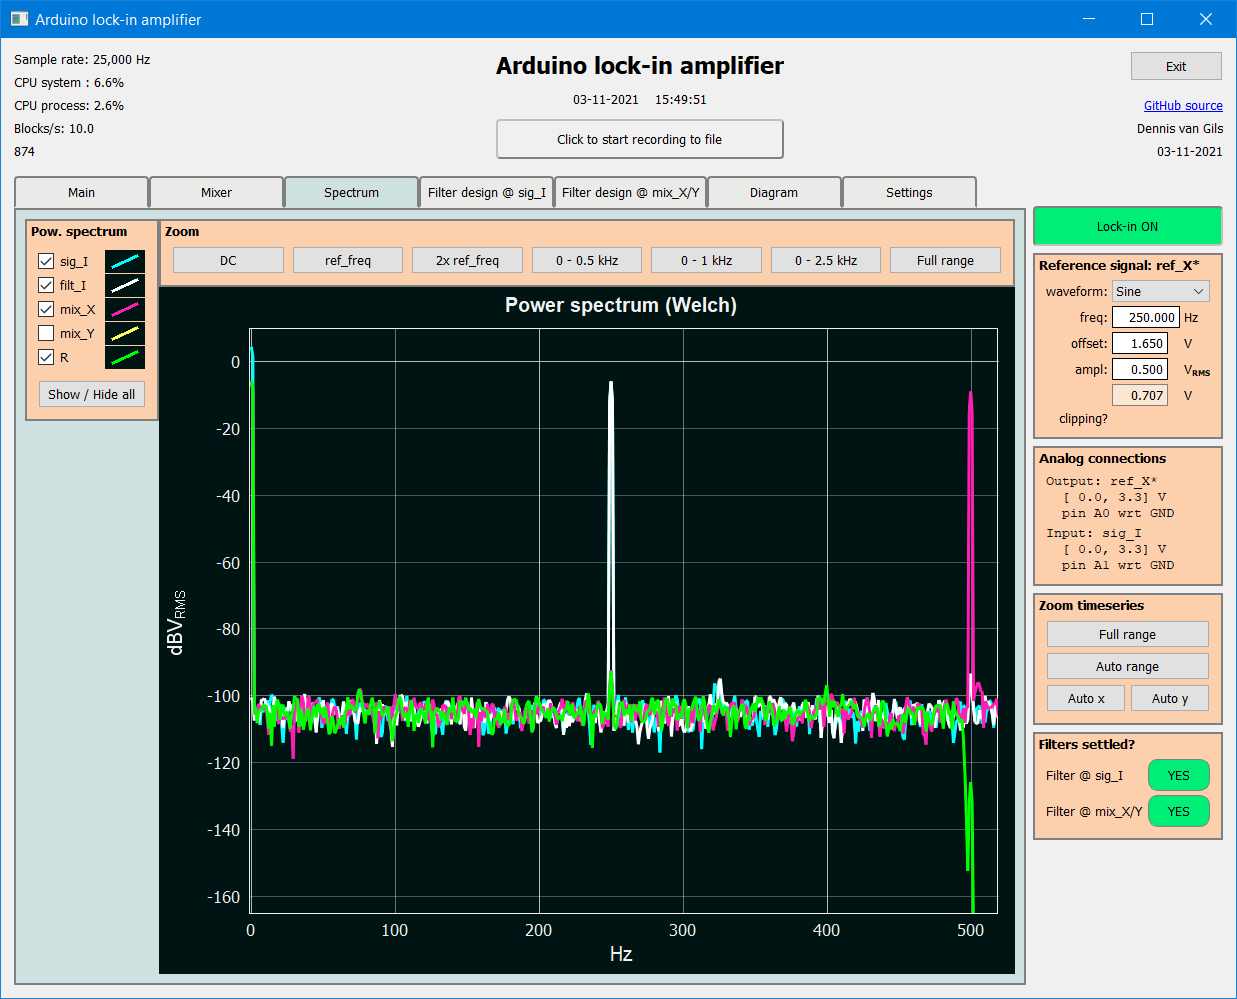 Arduino lock-in amplifier
Sample rate: 25,000 Hz
CPU system : 6.6%
CPU process: 2.6%
Blocks/s: 10.0
874
Arduino lock-in amplifier
03-11-2021 15:49:51
Click to start recording to file
Exit
GitHub source
Dennis van Gils
03-11-2021
Main
Mixer
Spectrum
Filter design @ sig_I
Filter design @ mix_X/Y
Diagram
Settings
Pow. spectrum
sig_I
filt_I
mix_X
mix_Y
R
Show / Hide all
Zoom
DC
ref_freq
2x ref_freq
0 - 0.5 kHz
0 - 1 kHz
0 - 2.5 kHz
Full range
Power spectrum (Welch)
dBVRMS
0
-20
-40
-60
-80
-100
-120
-140
-160
0 100 200 300 400 500
Hz
Lock-in ON
Reference signal: ref_X*
waveform: Sine
freq: 250.000 Hz
offset: 1.650 V
ampl: 0.500 VRMS
0.707 V
clipping?
Analog connections
Output: ref_X*
[ 0.0, 3.3] V
pin A0 wrt GND
Input: sig_I
[ 0.0, 3.3] V
pin A1 wrt GND
Zoom timeseries
Full range
Auto range
Auto x
Auto y
Filters settled?
Filter @ sig_I YES
Filter @ mix_X/Y YES